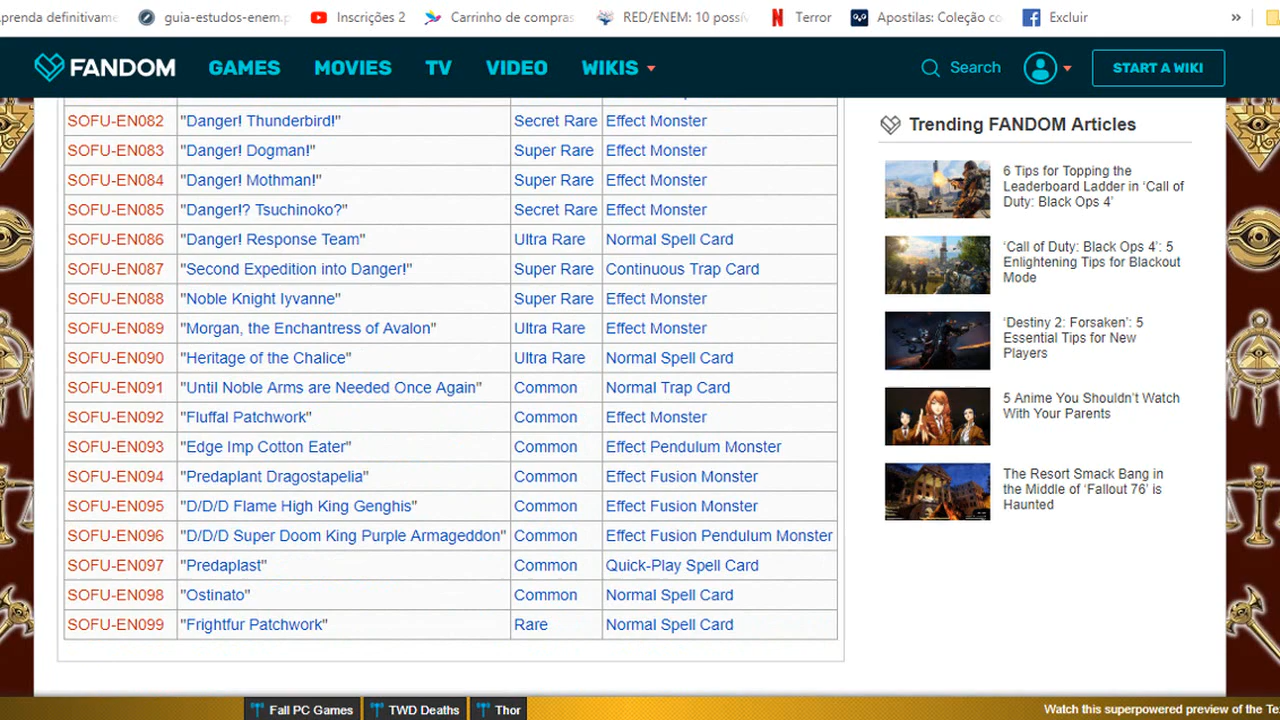 prenda definitivame
guia-estudos-enem.p
Inscrições 2
Carrinho de compras
RED/ENEM: 10 possív
Terror
Apostilas: Coleção co
Excluir
»
FANDOM
GAMES
MOVIES
TV
VIDEO
WIKIS
Search
START A WIKI
SOFU-EN082 "Danger! Thunderbird!" Secret Rare Effect Monster
SOFU-EN083 "Danger! Dogman!" Super Rare Effect Monster
SOFU-EN084 "Danger! Mothman!" Super Rare Effect Monster
SOFU-EN085 "Danger!? Tsuchinoko?" Secret Rare Effect Monster
SOFU-EN086 "Danger! Response Team" Ultra Rare Normal Spell Card
SOFU-EN087 "Second Expedition into Danger!" Super Rare Continuous Trap Card
SOFU-EN088 "Noble Knight Iyvanne" Super Rare Effect Monster
SOFU-EN089 "Morgan, the Enchantress of Avalon" Ultra Rare Effect Monster
SOFU-EN090 "Heritage of the Chalice" Ultra Rare Normal Spell Card
SOFU-EN091 "Until Noble Arms are Needed Once Again" Common Normal Trap Card
SOFU-EN092 "Fluffal Patchwork" Common Effect Monster
SOFU-EN093 "Edge Imp Cotton Eater" Common Effect Pendulum Monster
SOFU-EN094 "Predaplant Dragostapelia" Common Effect Fusion Monster
SOFU-EN095 "D/D/D Flame High King Genghis" Common Effect Fusion Monster
SOFU-EN096 "D/D/D Super Doom King Purple Armageddon" Common Effect Fusion Pendulum Monster
SOFU-EN097 "Predaplast" Common Quick-Play Spell Card
SOFU-EN098 "Ostinato" Common Normal Spell Card
SOFU-EN099 "Frightfur Patchwork" Rare Normal Spell Card
Trending FANDOM Articles
6 Tips for Topping the
Leaderboard Ladder in 'Call of
Duty: Black Ops 4'
'Call of Duty: Black Ops 4': 5
Enlightening Tips for Blackout
Mode
'Destiny 2: Forsaken': 5
Essential Tips for New
Players
5 Anime You Shouldn't Watch
With Your Parents
The Resort Smack Bang in
the Middle of 'Fallout 76' is
Haunted
Fall PC Games
TWD Deaths
Thor
Watch this superpowered preview of the Te